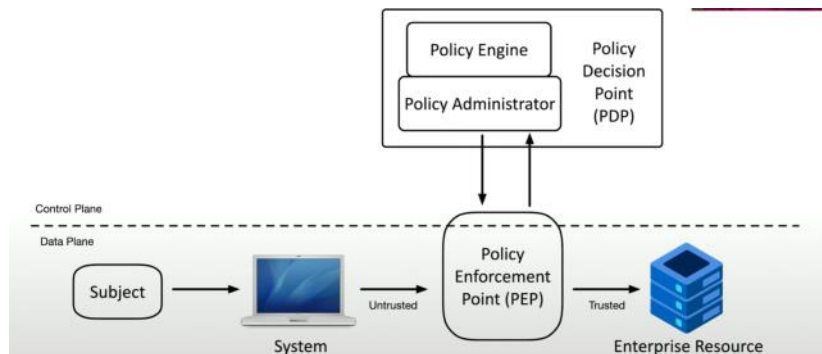 Policy Engine
Policy Administrator
Policy
Decision
Point
(PDP)
Control Plane
Data Plane
Subject
System
Untrusted
Policy
Enforcement
Point (PEP)
Trusted
Enterprise Resource